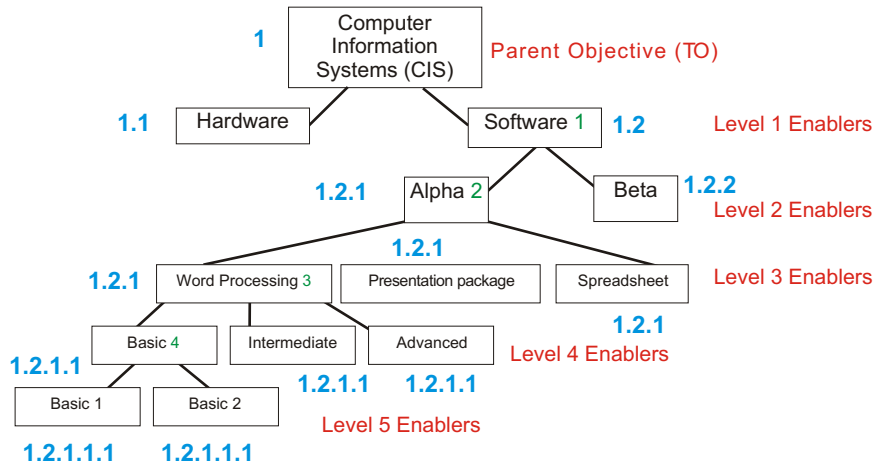 Computer
1
Information
Systems (CIS)
Parent Objective (TO)
1.1
Hardware
Software 1
1.2
Level 1 Enablers
1.2.1
Alpha 2
Beta
1.2.2
Level 2 Enablers
1.2.1
1.2.1
Word Processing 3
Presentation package
Spreadsheet
Level 3 Enablers
1.2.1
Basic 4
Intermediate
Advanced
Level 4 Enablers
1.2.1.1
1.2.1.1
1.2.1.1
Basic 1
Basic 2
Level 5 Enablers
1.2.1.1.1
1.2.1.1.1